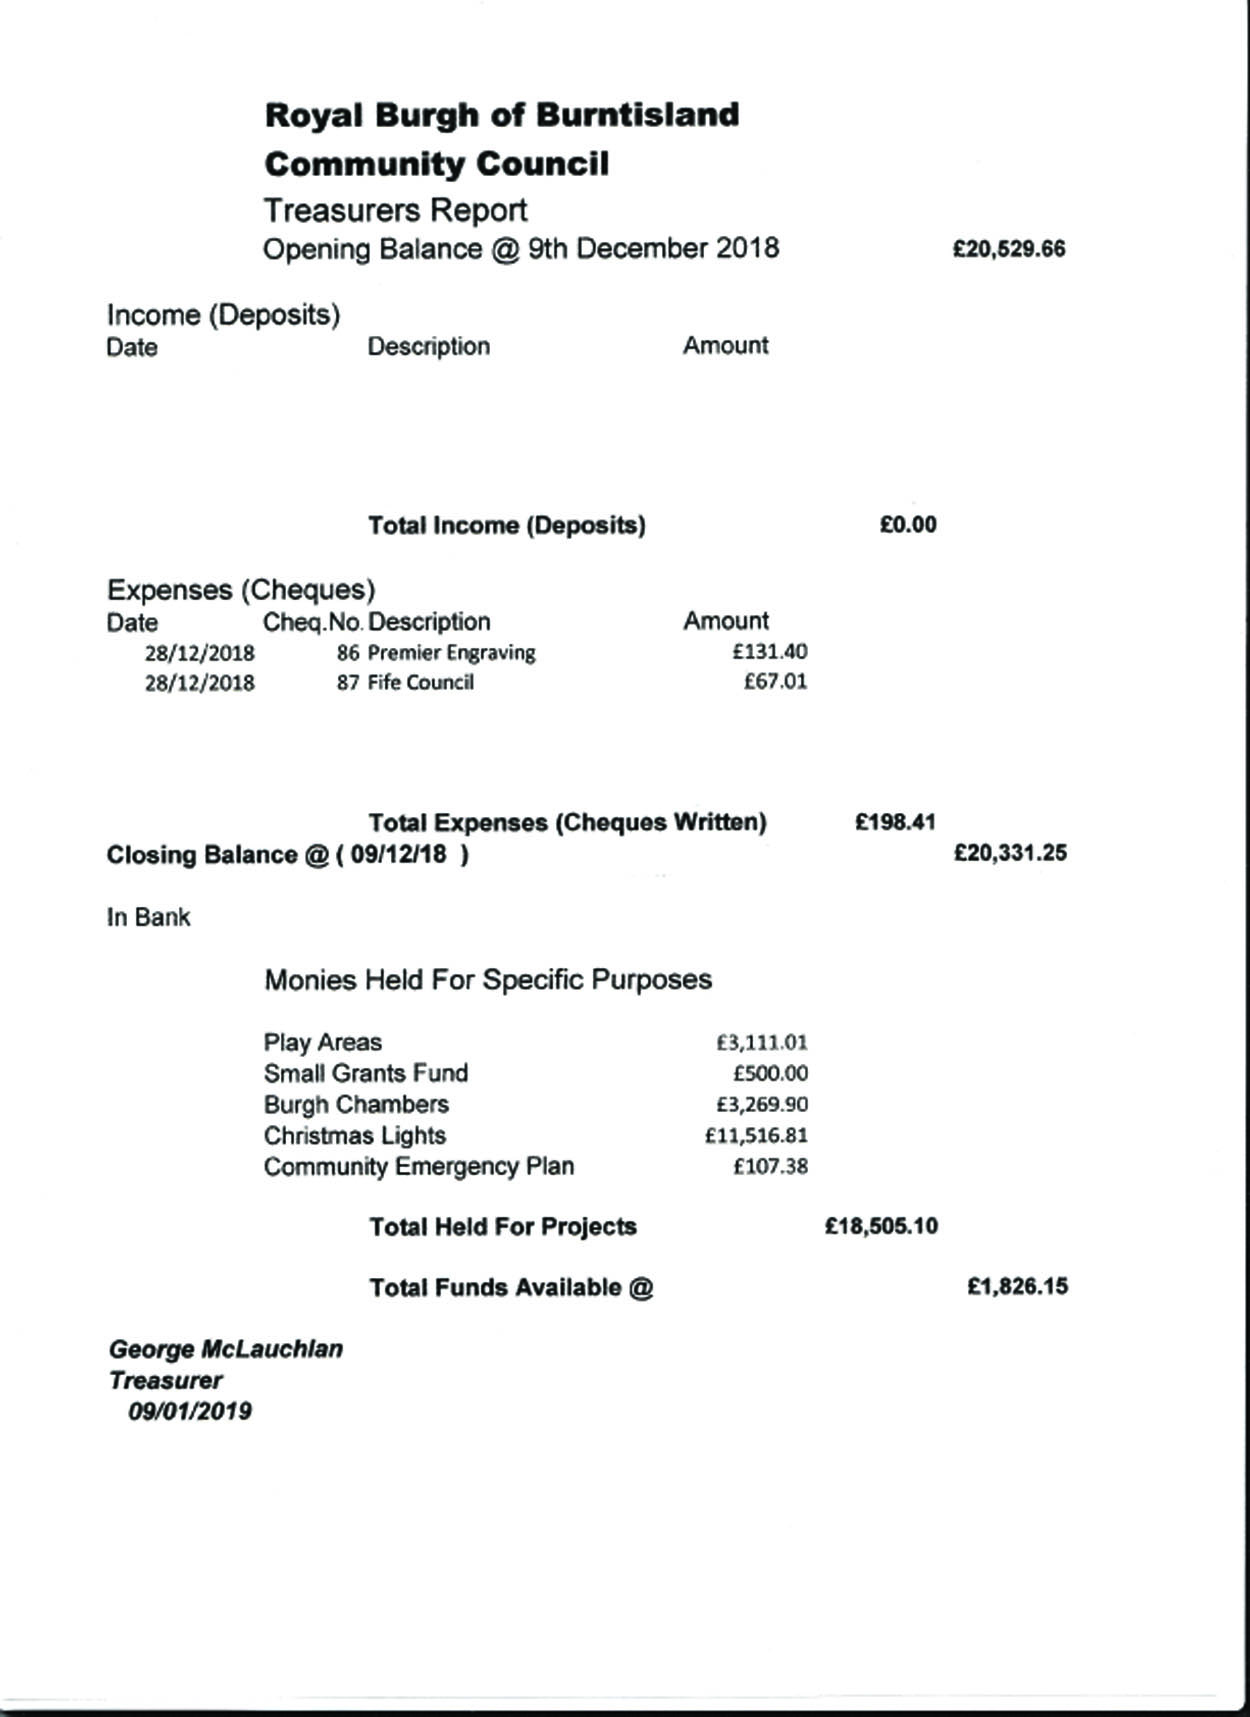 Royal Burgh of Burntisland
Community Council
Treasurers Report
Opening Balance @ 9th December 2018 £20,529.66
Income (Deposits)
Date Description Amount
Total Income (Deposits) £0.00
Expenses (Cheques)
Date Cheq.No. Description Amount
28/12/2018 86 Premier Engraving £131.40
28/12/2018 87 Fife Council £67.01
Total Expenses (Cheques Written) £198.41
Closing Balance @ ( 09/12/18 ) £20,331.25
In Bank
Monies Held For Specific Purposes
Play Areas £3,111.01
Small Grants Fund £500.00
Burgh Chambers £3,269.90
Christmas Lights £11,516.81
Community Emergency Plan £107.38
Total Held For Projects £18,505.10
Total Funds Available @ £1,826.15
George McLauchlan
Treasurer
09/01/2019